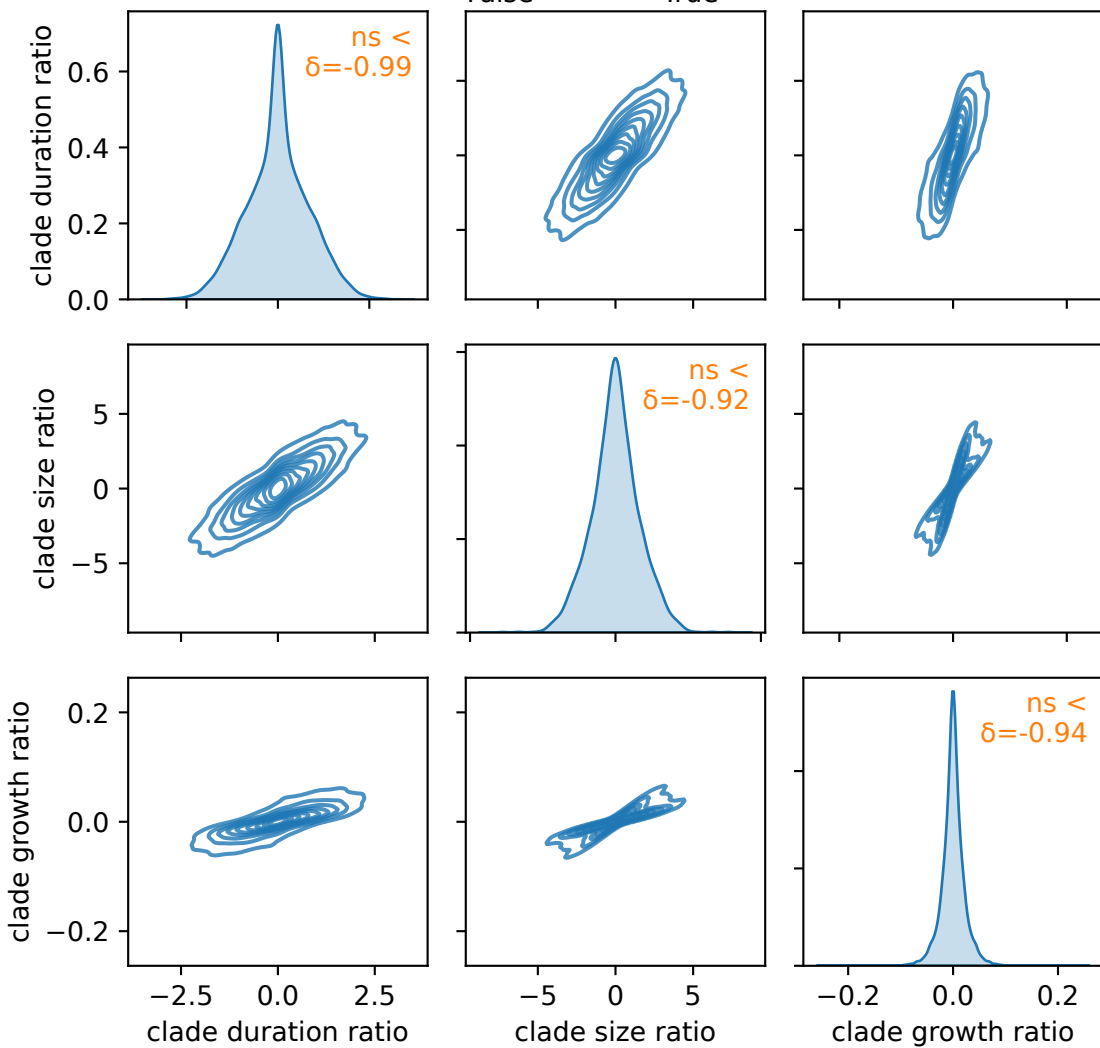 clade duration ratio
0.6
0.4
0.2
0.0
ns <
δ=-0.99
clade size ratio
5
0
−5
ns <
δ=-0.92
clade growth ratio
0.2
0.0
−0.2
ns <
δ=-0.94
−2.5 0.0 2.5
−5 0 5
−0.2 0.0 0.2
clade duration ratio
clade size ratio
clade growth ratio